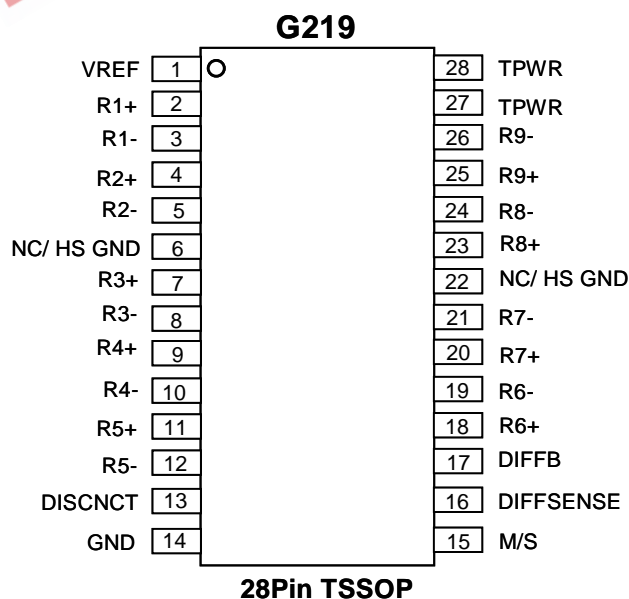 G219
VREF 1 28 TPWR
R1+ 2 27 TPWR
R1- 3 26 R9-
R2+ 4 25 R9+
R2- 5 24 R8-
NC/ HS GND 6 23 R8+
R3+ 7 22 NC/ HS GND
R3- 8 21 R7-
R4+ 9 20 R7+
R4- 10 19 R6-
R5+ 11 18 R6+
R5- 12 17 DIFFB
DISCNCT 13 16 DIFFSENSE
GND 14 15 M/S
28Pin TSSOP